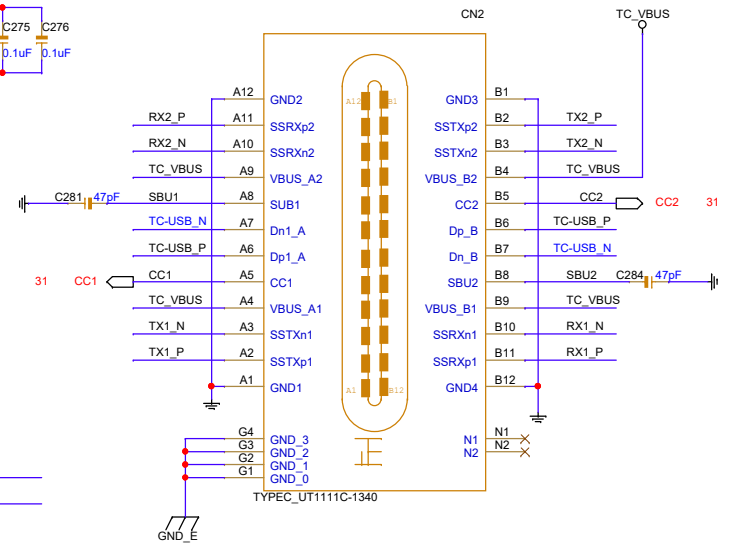 CN2
TC_VBUS
C275
C276
0.1uF
0.1uF
A12
GND2
A12
B1
GND3
B1
RX2_P
A11
SSRXp2
SSTXp2
B2
TX2_P
RX2_N
A10
SSRXn2
SSTXn2
B3
TX2_N
TC_VBUS
A9
VBUS_A2
VBUS_B2
B4
TC_VBUS
C281
47pF
SBU1
A8
SUB1
CC2
B5
CC2
CC2
31
TC-USB_N
A7
Dn1_A
Dp_B
B6
TC-USB_P
TC-USB_P
A6
Dp1_A
Dn_B
B7
TC-USB_N
31
CC1
CC1
A5
CC1
SBU2
B8
SBU2
C284
47pF
TC_VBUS
A4
VBUS_A1
VBUS_B1
B9
TC_VBUS
TX1_N
A3
SSTXn1
SSRXn1
B10
RX1_N
TX1_P
A2
SSTXp1
SSRXp1
B11
RX1_P
A1
GND1
A1
B12
GND4
B12
G4
GND_3
N1
N1
G3
GND_2
N2
N2
G2
GND_1
G1
GND_0
TYPEC_UT1111C-1340
GND_E